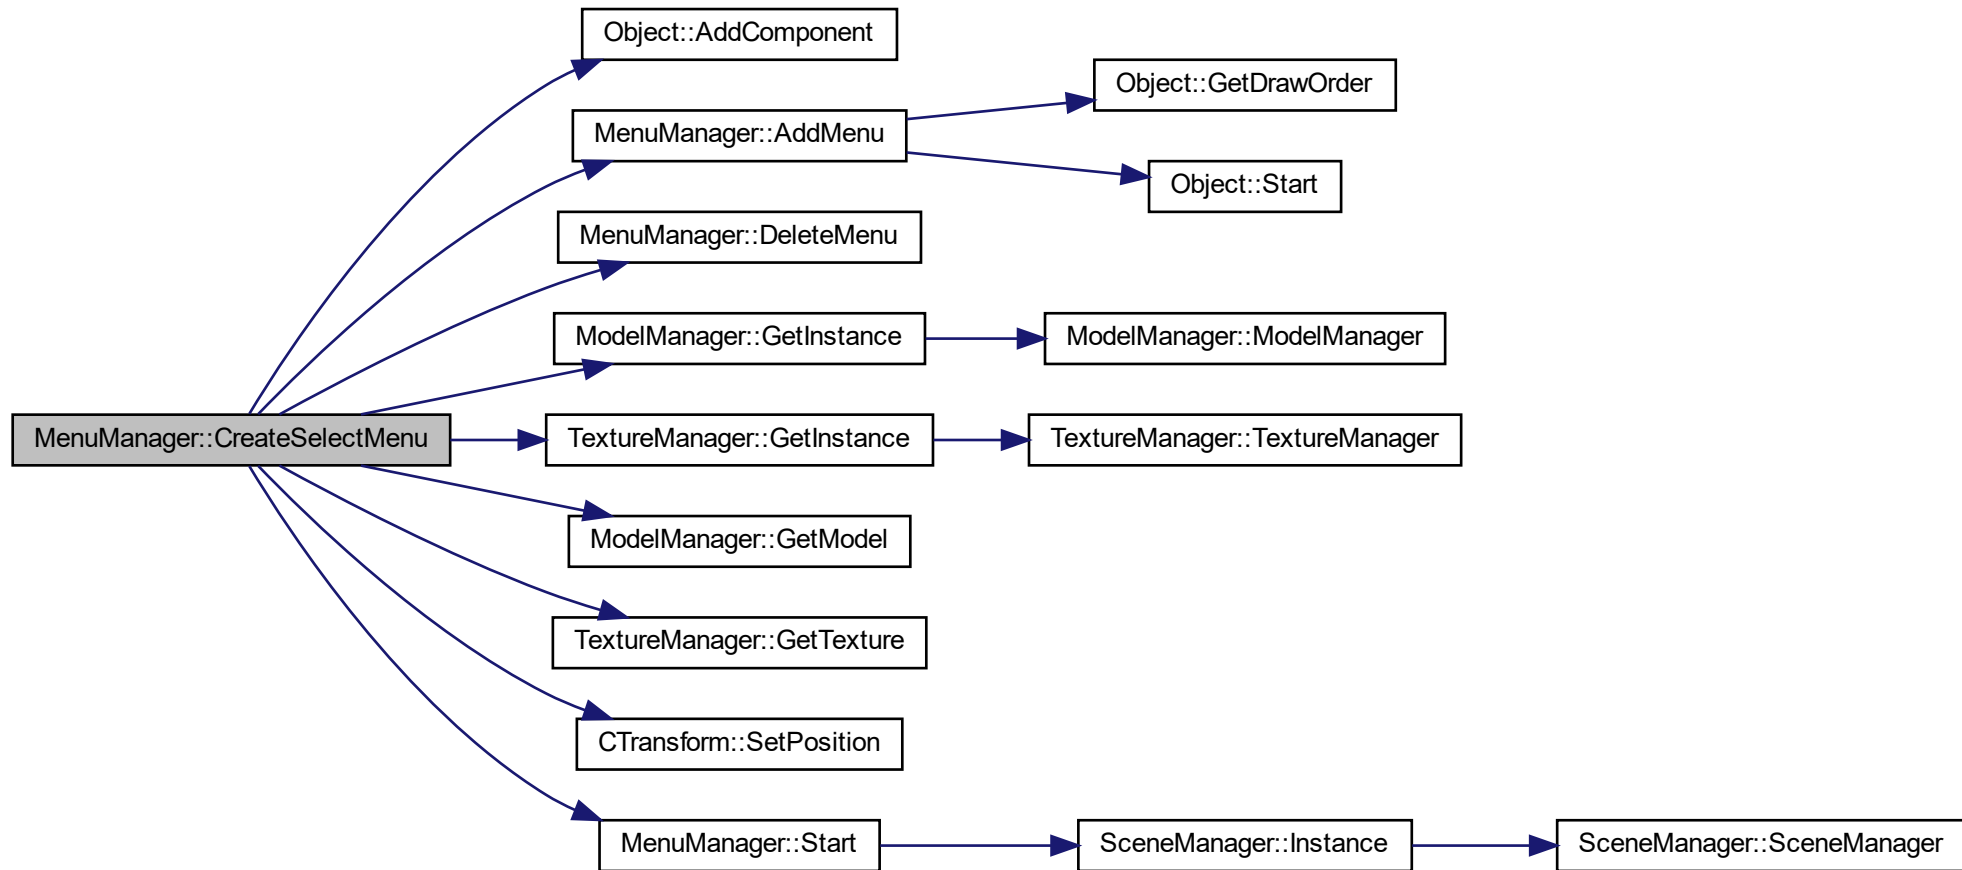 Object::AddComponent
Object::GetDrawOrder
MenuManager::AddMenu
Object::Start
MenuManager::DeleteMenu
ModelManager::GetInstance
ModelManager::ModelManager
MenuManager::CreateSelectMenu
TextureManager::GetInstance
TextureManager::TextureManager
ModelManager::GetModel
TextureManager::GetTexture
CTransform::SetPosition
MenuManager::Start
SceneManager::Instance
SceneManager::SceneManager